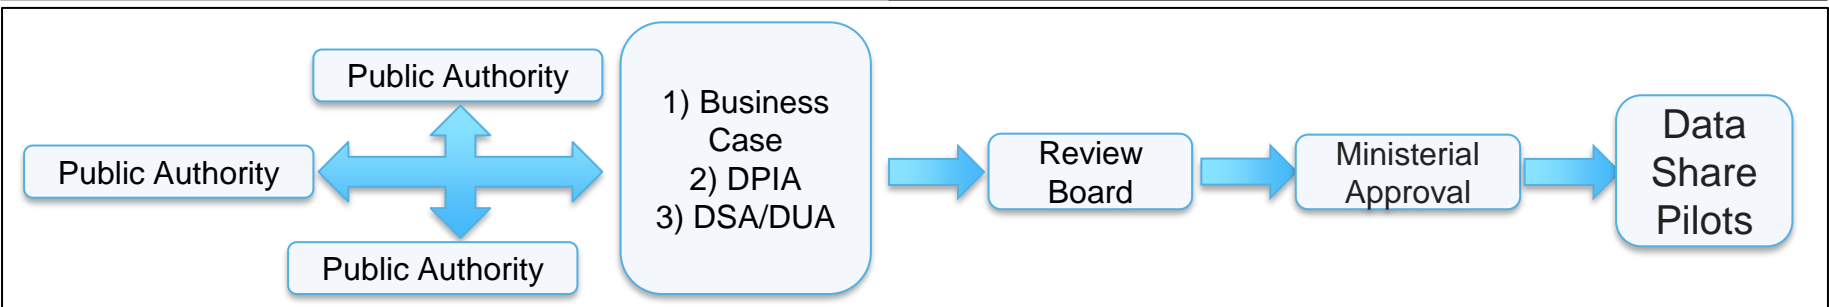 Public Authority
Public Authority
Public Authority
1) Business
Case
2) DPIA
3) DSA/DUA
Review
Board
Ministerial
Approval
Data
Share
Pilots